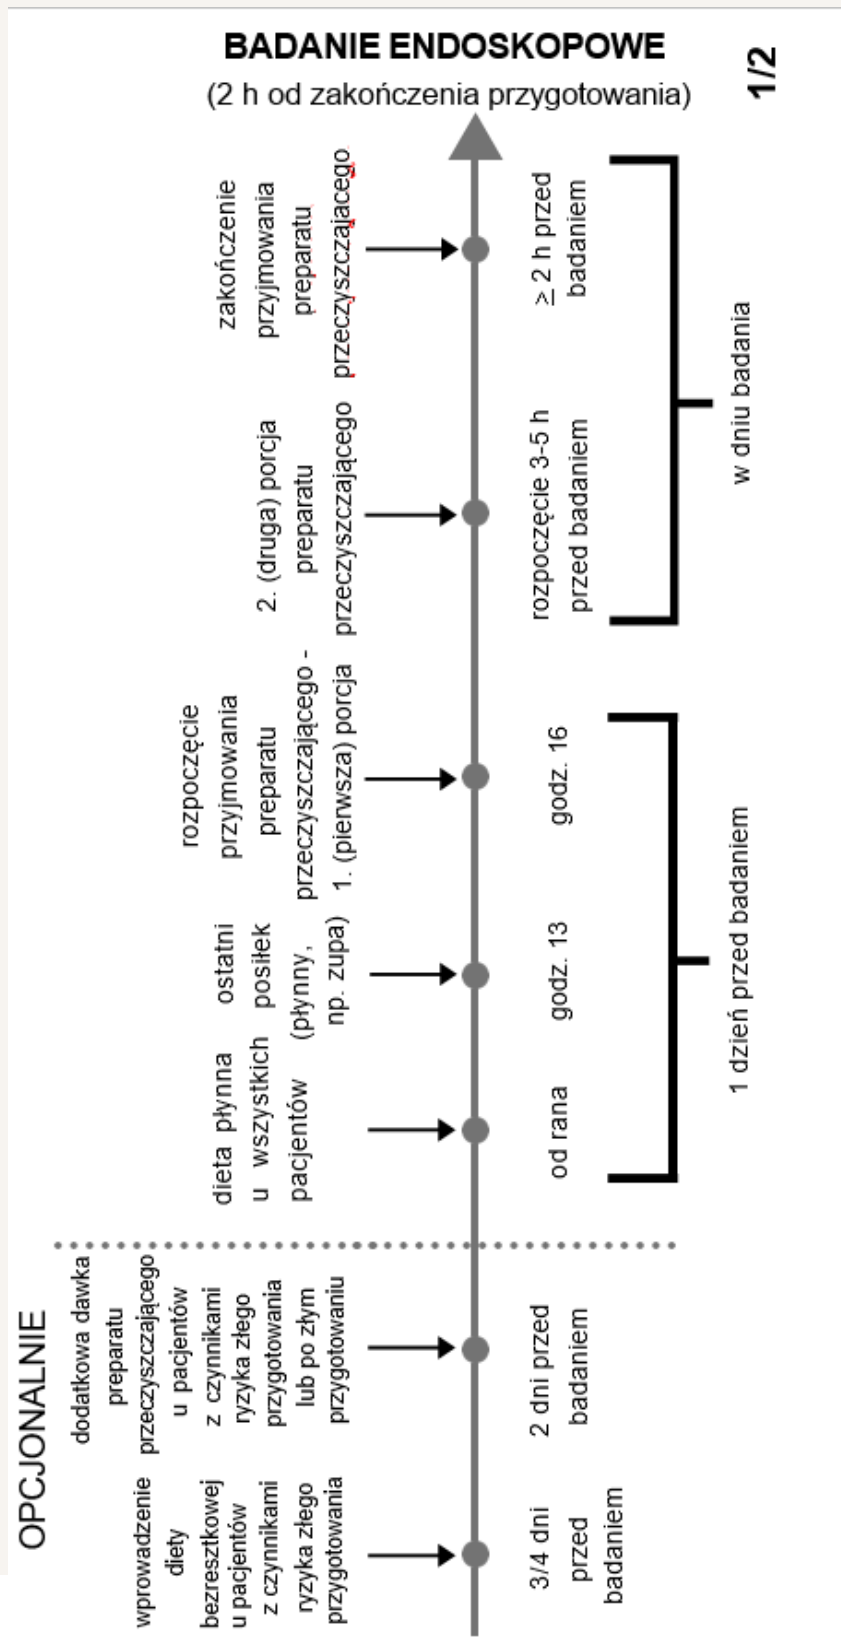 BADANIE ENDOSKOPOWE
(2 h od zakończenia przygotowania)
1/2
OPCJONALNIE
wprowadzenie
diety
bezresztkowej
u pacjentów
z czynnikami
ryzyka złego
przygotowania
3/4 dni
przed
badaniem
dodatkowa dawka
preparatu
przeczyszczającego
u pacjentów
z czynnikami
ryzyka złego
przygotowania
lub po złym
przygotowaniu
2 dni przed
badaniem
dieta płynna
u wszystkich
pacjentów
od rana
ostatni
posiłek
(płynny,
np. zupa)
godz. 13
rozpoczęcie
przyjmowania
preparatu
przeczyszczającego -
1. (pierwsza) porcja
godz. 16
1 dzień przed badaniem
2. (druga) porcja
preparatu
przeczyszczającego
rozpoczęcie 3-5 h
przed badaniem
zakończenie
przyjmowania
preparatu
przeczyszczajacego
≥ 2 h przed
badaniem
w dniu badania